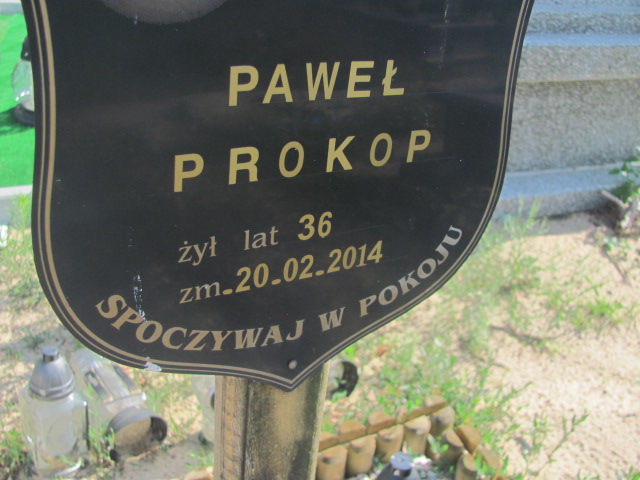 PAWEŁ
PROKOP
żył lat 36
zm.20.02.2014
SPOCZYWAJ W POKOJU